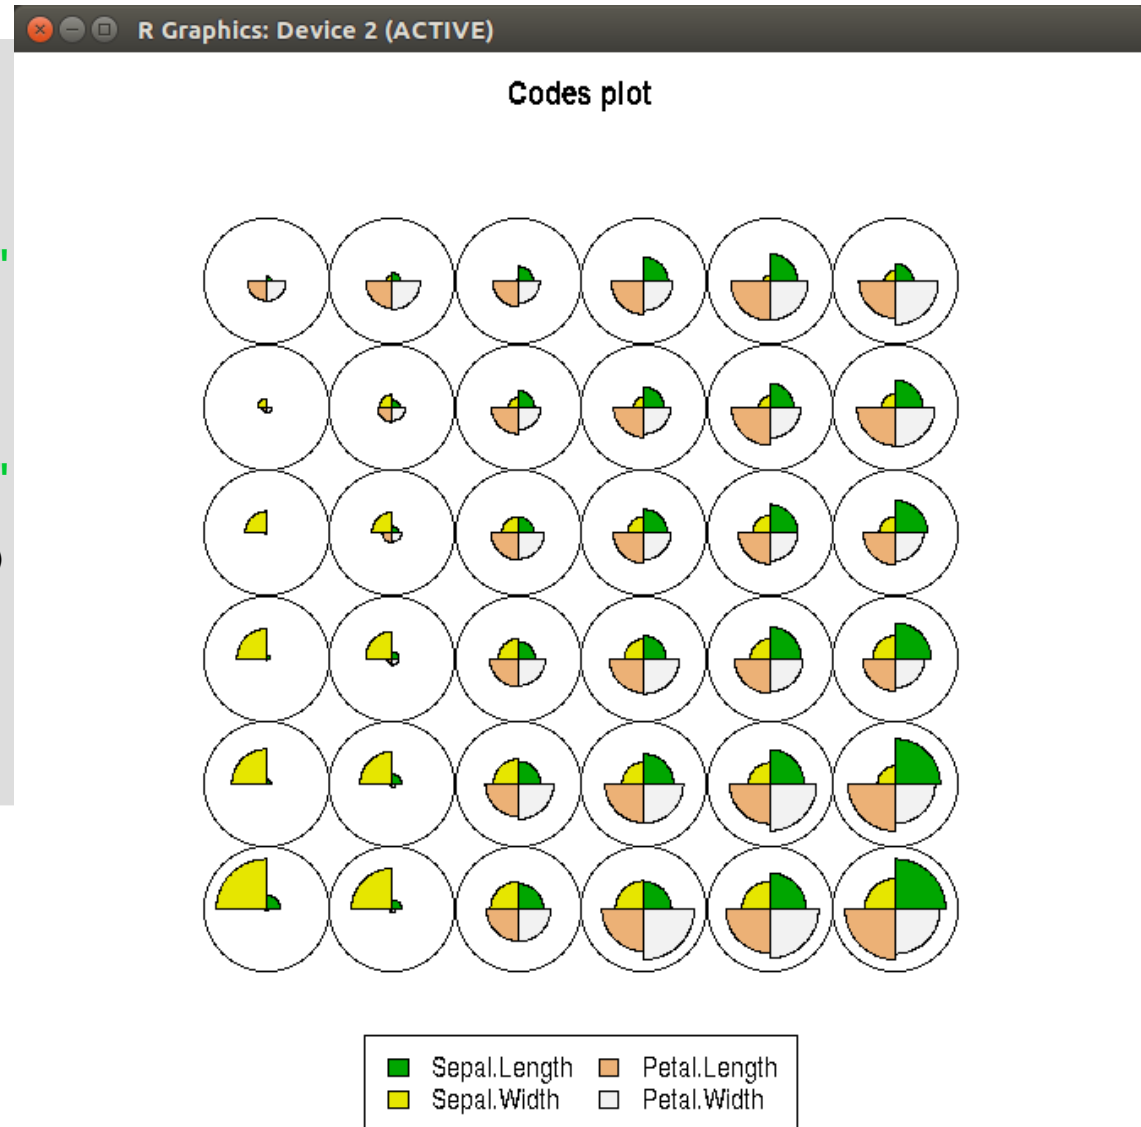 R Graphics: Device 2 (ACTIVE)
Codes plot
"
"
)
Sepal.Length Petal.Length
Sepal.Width Petal.Width